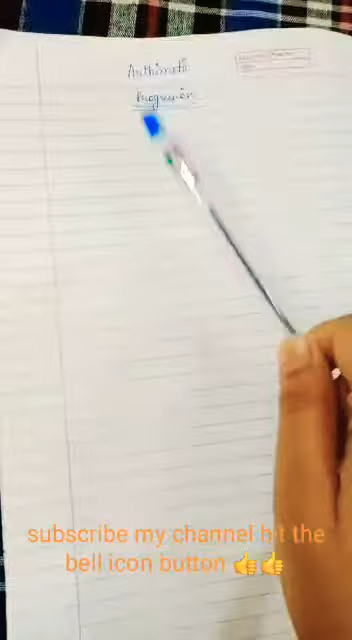 Arithmetic
Progression
subscribe my channel hit the
bell icon button 👍👍